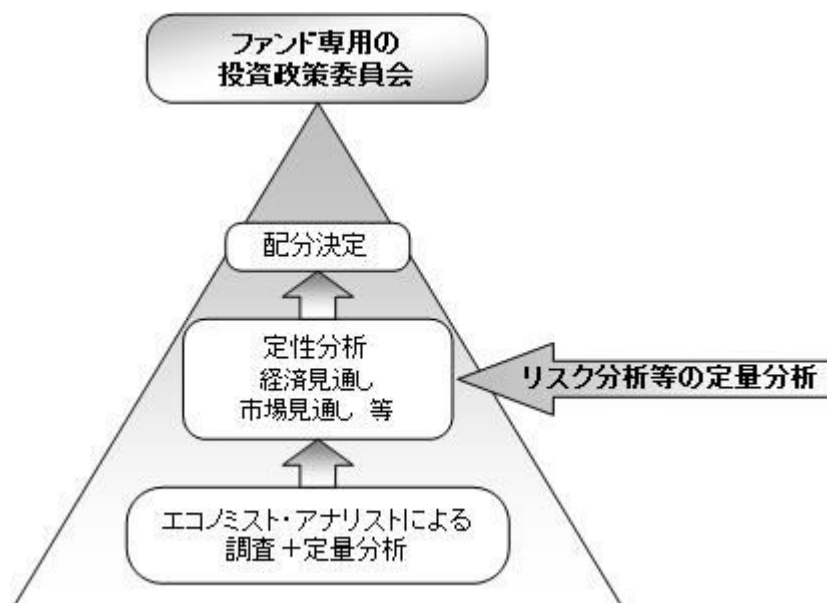 ファンド専用の
投資政策委員会
配分決定
定性分析
経済見通し
市場見通し 等
リスク分析等の定量分析
エコノミスト・アナリストによる
調査＋定量分析